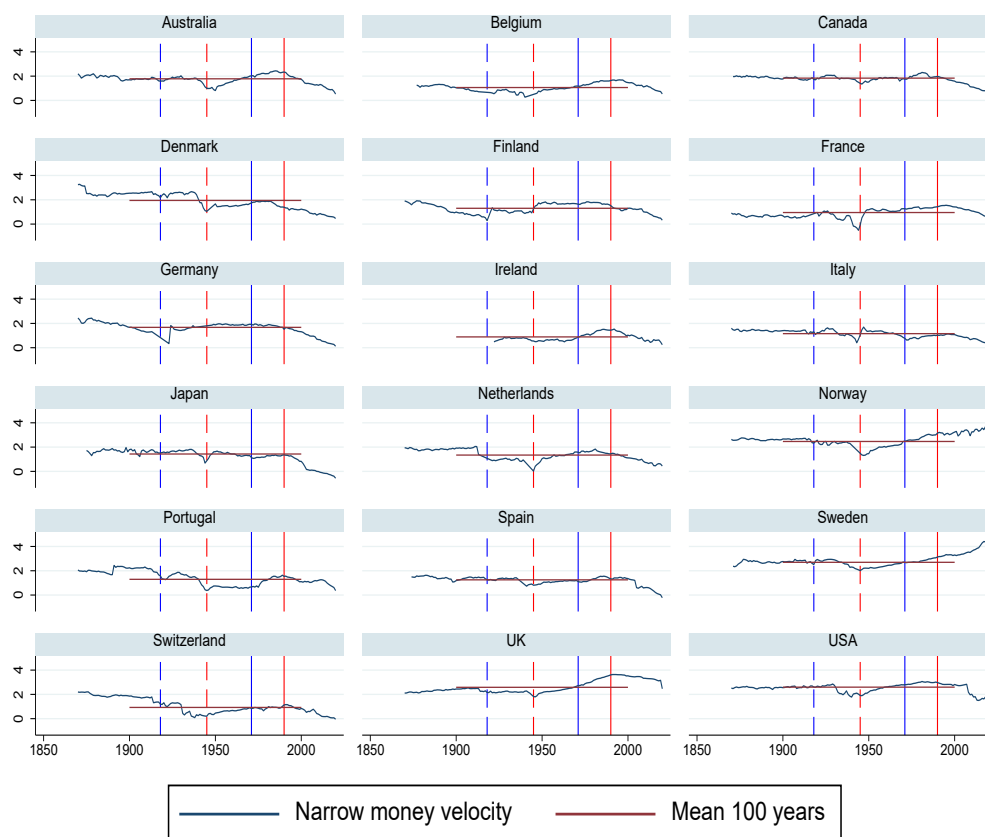 Australia Belgium Canada
0 2 4
Denmark Finland France
0 2 4
Germany Ireland Italy
0 2 4
Japan Netherlands Norway
0 2 4
Portugal Spain Sweden
0 2 4
Switzerland UK USA
0 2 4
1850 1900 1950 2000 1850 1900 1950 2000 1850 1900 1950 2000
Narrow money velocity Mean 100 years